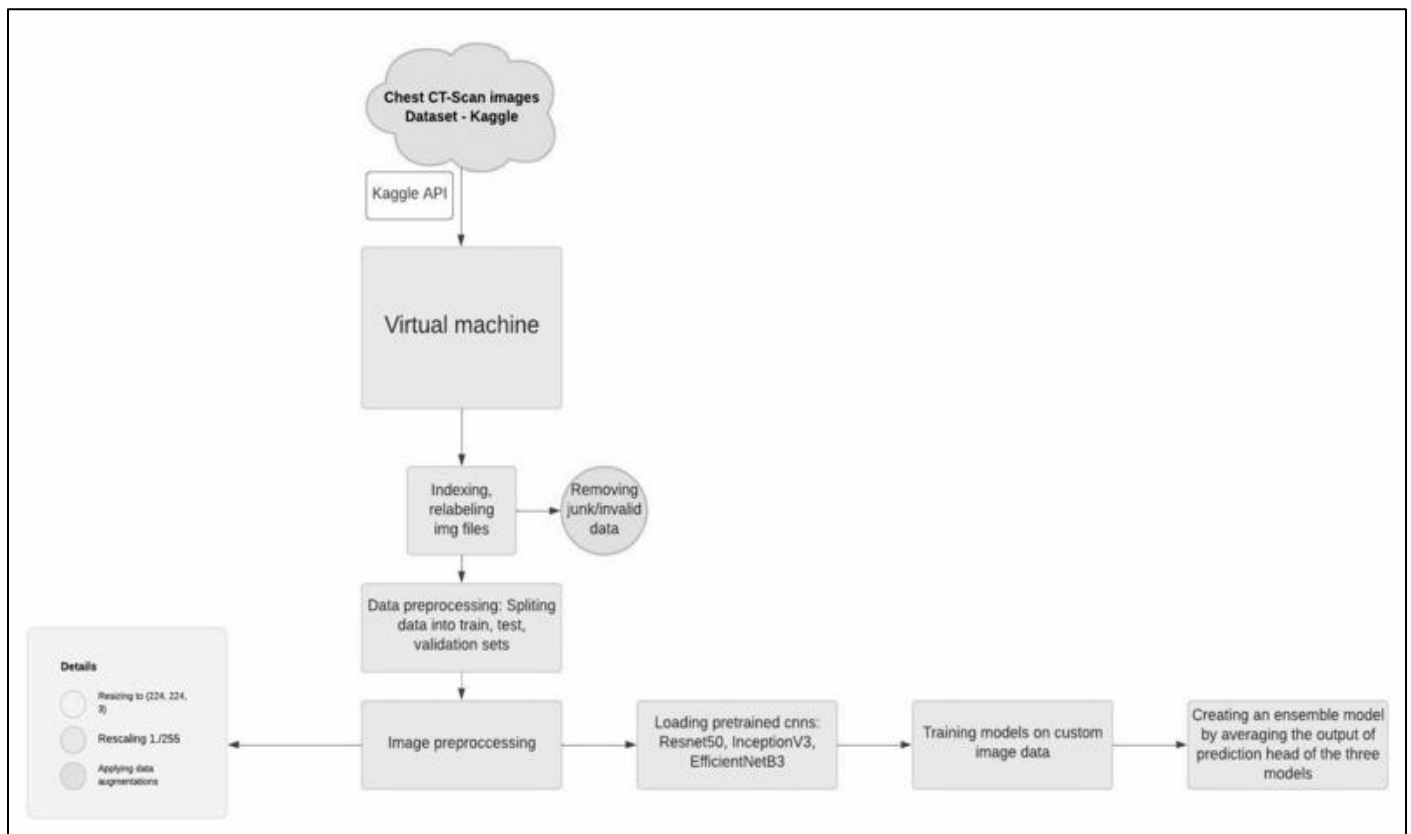 Chest CT-Scan images
Dataset - Kaggle
Kaggle API
Virtual machine
Indexing,
relabeling
img files
Removing
junk/invalid
data
Data preprocessing: Spliting
data into train, test,
validation sets
Details
Resizing to (224, 224,
3)
Rescaling 1./255
Applying data
augmentations
Image preproccessing
Loading pretrained cnns:
Resnet50, InceptionV3,
EfficientNetB3
Training models on custom
image data
Creating an ensemble model
by averaging the output of
prediction head of the three
models